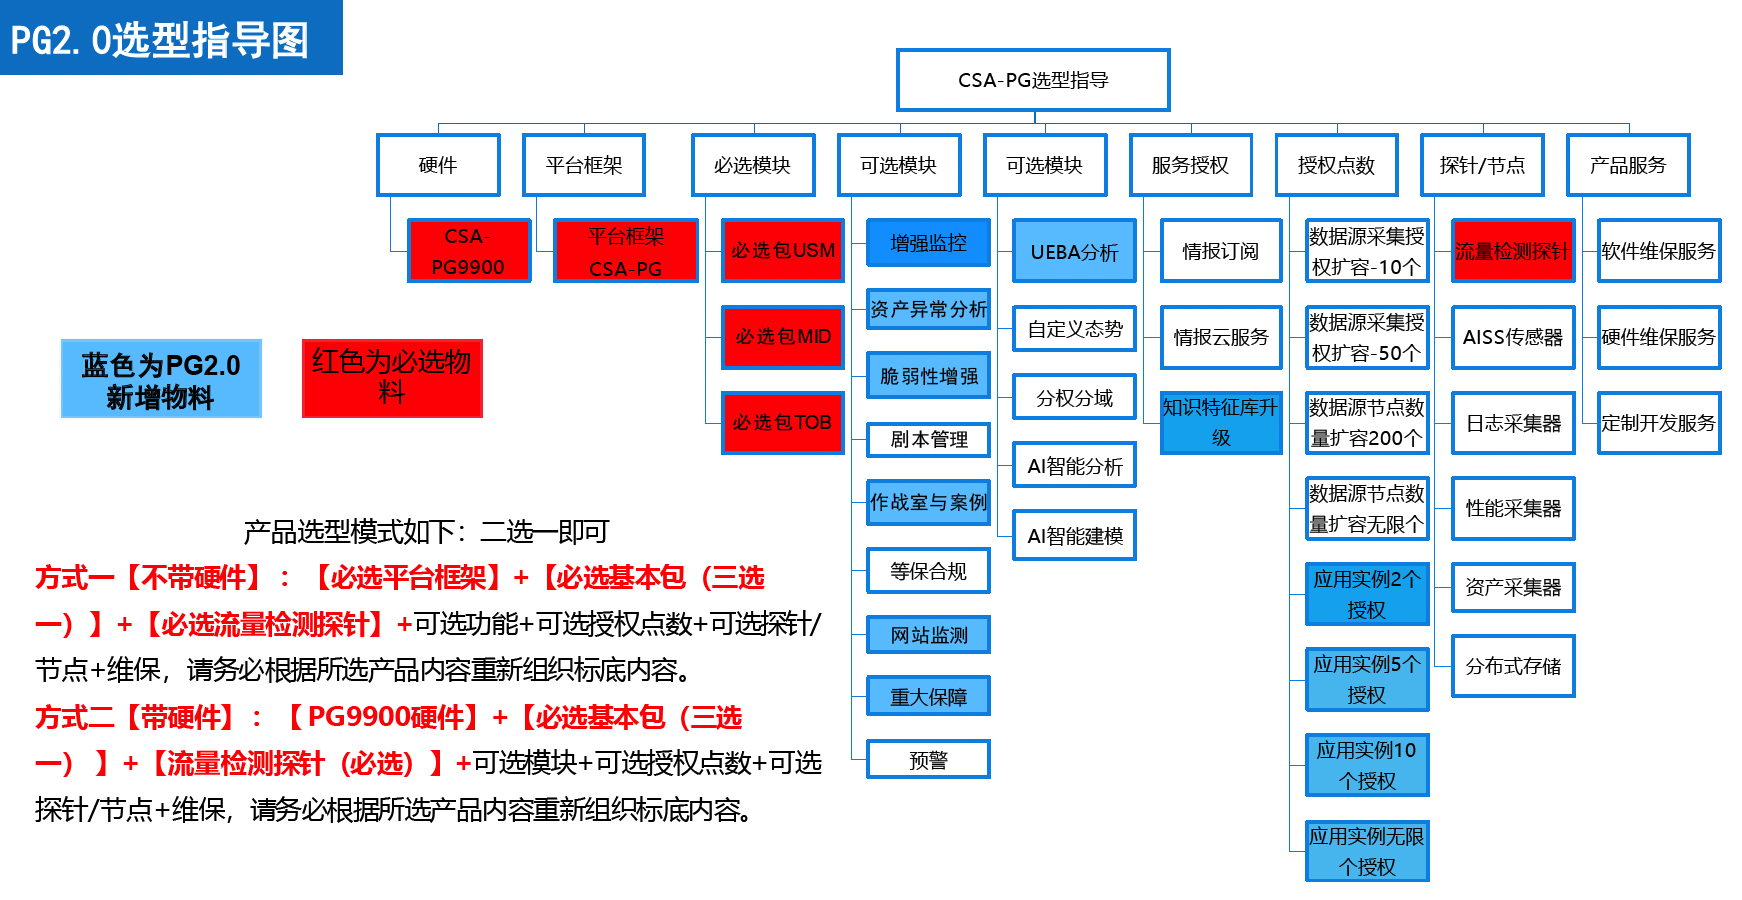 PG2.0选型指导图
CSA-PG选型指导
硬件
平台框架
必选模块
可选模块
可选模块
服务授权
授权点数
探针/节点
产品服务
CSA-
PG9900
平台框架
CSA-PG
必选包USM
必选包MID
必选包TOB
增强监控
资产异常分析
脆弱性增强
剧本管理
作战室与案例
等保合规
网站监测
重大保障
预警
UEBA分析
自定义态势
分权分域
AI智能分析
AI智能建模
情报订阅
情报云服务
知识特征库升
级
数据源采集授
权扩容-10个
数据源采集授
权扩容-50个
数据源节点数
量扩容200个
数据源节点数
量扩容无限个
应用实例2个
授权
应用实例5个
授权
应用实例10
个授权
应用实例无限
个授权
流量检测探针
AISS传感器
日志采集器
性能采集器
资产采集器
分布式存储
软件维保服务
硬件维保服务
定制开发服务
蓝色为PG2.0
新增物料
红色为必选物
料
产品选型模式如下：二选一即可
方式一【不带硬件】：【必选平台框架】+【必选基本包（三选
一）】+【必选流量检测探针】+可选功能+可选授权点数+可选探针/
节点+维保，请务必根据所选产品内容重新组织标底内容。
方式二【带硬件】：【 PG9900硬件】+【必选基本包（三选
一） 】+【流量检测探针（必选）】+可选模块+可选授权点数+可选
探针/节点+维保，请务必根据所选产品内容重新组织标底内容。